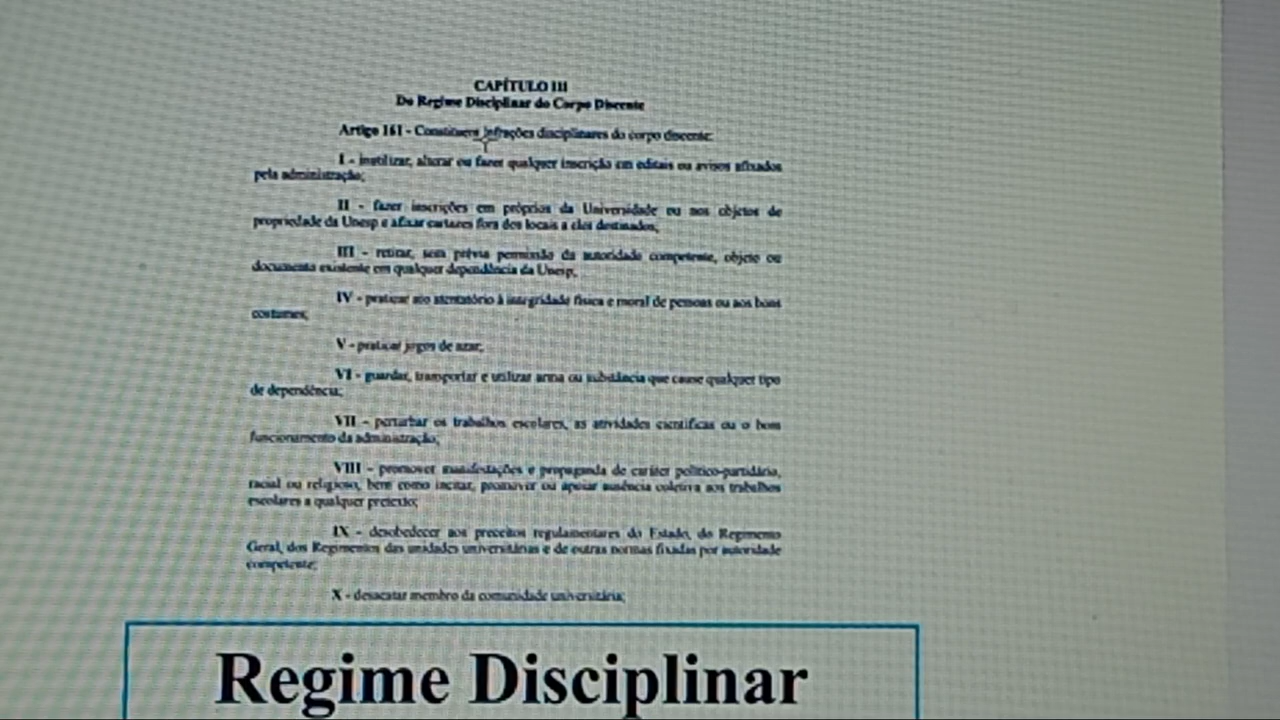 CAPÍTULO III
Do Regime Disciplinar do Corpo Discente
Artigo 161 - Constituem infrações disciplinares do corpo discente:
I - inutilizar, alterar ou fazer qualquer inscrição em editais ou avisos afixados
pela administração;
II - fazer inscrições em próprios da Universidade ou nos objetos de
propriedade da Unesp e afixar cartazes fora dos locais a eles destinados;
III - retirar, sem prévia permissão da autoridade competente, objeto ou
documento existente em qualquer dependência da Unesp;
IV - praticar ato atentatório à integridade física e moral de pessoas ou aos bons
costumes;
V - praticar jogos de azar;
VI - guardar, transportar e utilizar arma ou substância que cause qualquer tipo
de dependência;
VII - perturbar os trabalhos escolares, as atividades científicas ou o bom
funcionamento da administração;
VIII - promover manifestações e propaganda de caráter político-partidário,
racial ou religioso, bem como incitar, promover ou apoiar ausência coletiva aos trabalhos
escolares a qualquer pretexto;
IX - desobedecer aos preceitos regulamentares do Estado, do Regimento
Geral, dos Regimentos das unidades universitárias e de outras normas fixadas por autoridade
competente;
X - desacatar membro da comunidade universitária;
Regime Disciplinar